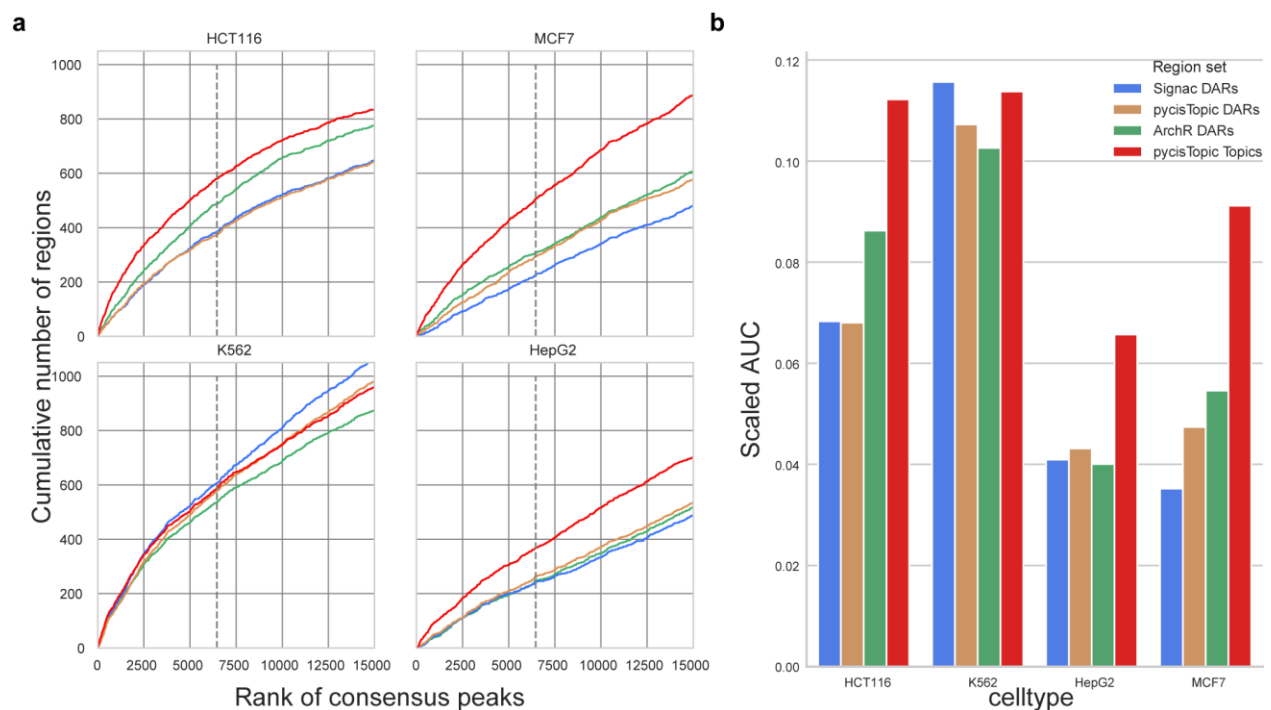 a
HCT116
MCF7
1000
800
600
400
200
0
K562
HepG2
1000
800
600
400
200
0
0 2500 5000 7500 10000 12500 15000
0 2500 5000 7500 10000 12500 15000
Cumulative number of regions
Rank of consensus peaks
b
0.12
0.10
0.08
0.06
0.04
0.02
0.00
Scaled AUC
Region set
Signac DARs
pycisTopic DARs
ArchR DARs
pycisTopic Topics
HCT116 K562 HepG2 MCF7
celltype